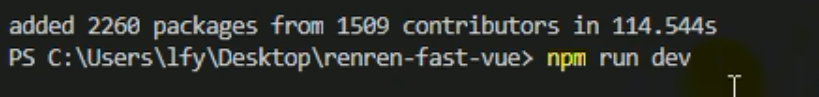 added 2260 packages from 1509 contributors in 114.544s
PS C:\Users\lfy\Desktop\renren-fast-vue> npm run dev